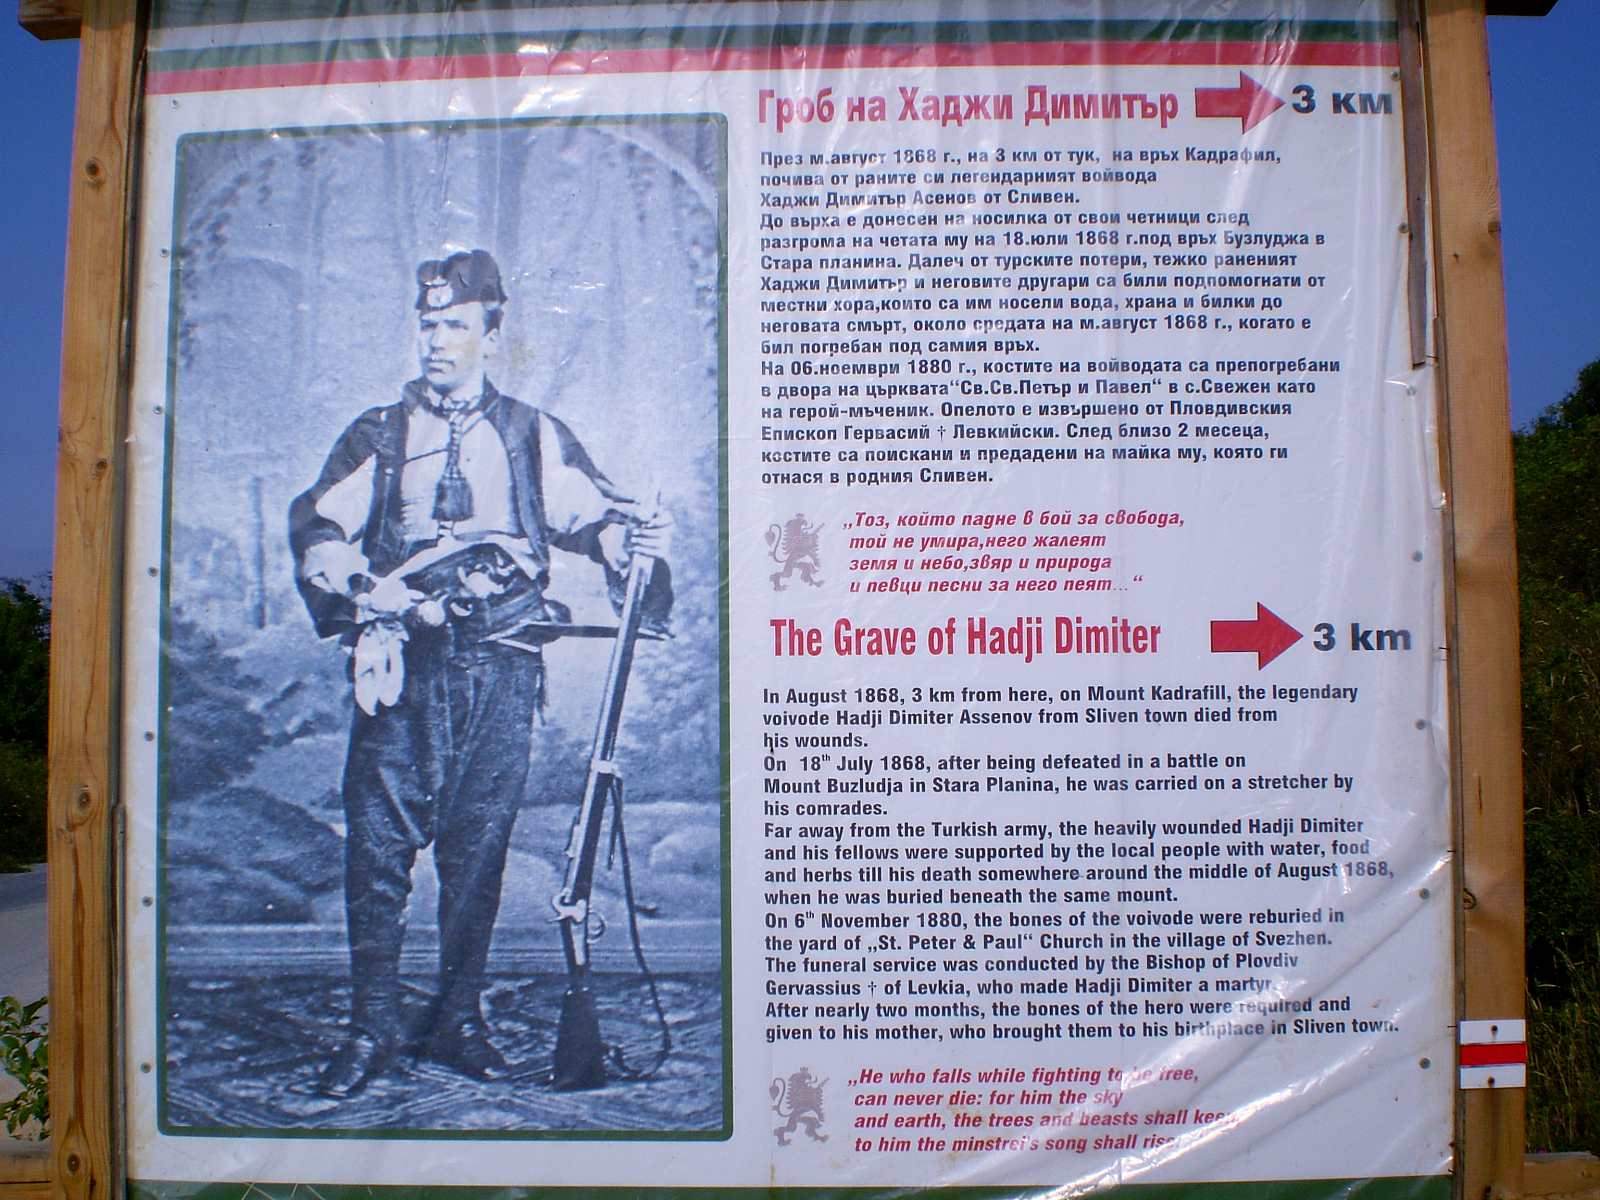 Гроб на Хаджи Димитър 3 км
През м.август 1868 г., на 3 км от тук, на връх Кадрафил,
почива от раните си легендарният войвода
Хаджи Димитър Асенов от Сливен.
До върха е донесен на носилка от свои четници след
разгрома на четата му на 18.юли 1868 г.под връх Бузлуджа в
Стара планина. Далеч от турските потери, тежко раненият
Хаджи Димитър и неговите другари са били подпомогнати от
местни хора,които са им носели вода, храна и билки до
неговата смърт, около средата на м.август 1868 г., когато е
бил погребан под самия връх.
На 06.ноември 1880 г., костите на войводата са препогребани
в двора на църквата“Св.Св.Петър и Павел“ в с.Свежен като
на герой-мъченик. Опелото е извършено от Пловдивския
Епископ Гервасий † Левкийски. След близо 2 месеца,
костите са поискани и предадени на майка му, която ги
отнася в родния Сливен.
„Тоз, който падне в бой за свобода,
той не умира,него жалеят
земя и небо,звяр и природа
и певци песни за него пеят...“
The Grave of Hadji Dimiter 3 km
In August 1868, 3 km from here, on Mount Kadrafill, the legendary
voivode Hadji Dimiter Assenov from Sliven town died from
his wounds.
On 18th July 1868, after being defeated in a battle on
Mount Buzludja in Stara Planina, he was carried on a stretcher by
his comrades.
Far away from the Turkish army, the heavily wounded Hadji Dimiter
and his fellows were supported by the local people with water, food
and herbs till his death somewhere around the middle of August 1868,
when he was buried beneath the same mount.
On 6th November 1880, the bones of the voivode were reburied in
the yard of „St. Peter & Paul“ Church in the village of Svezhen.
The funeral service was conducted by the Bishop of Plovdiv
Gervassius † of Levkia, who made Hadji Dimiter a martyr.
After nearly two months, the bones of the hero were required and
given to his mother, who brought them to his birthplace in Sliven town.
„He who falls while fighting to be free,
can never die: for him the sky
and earth, the trees and beasts shall keen,
to him the minstrel's song shall rise